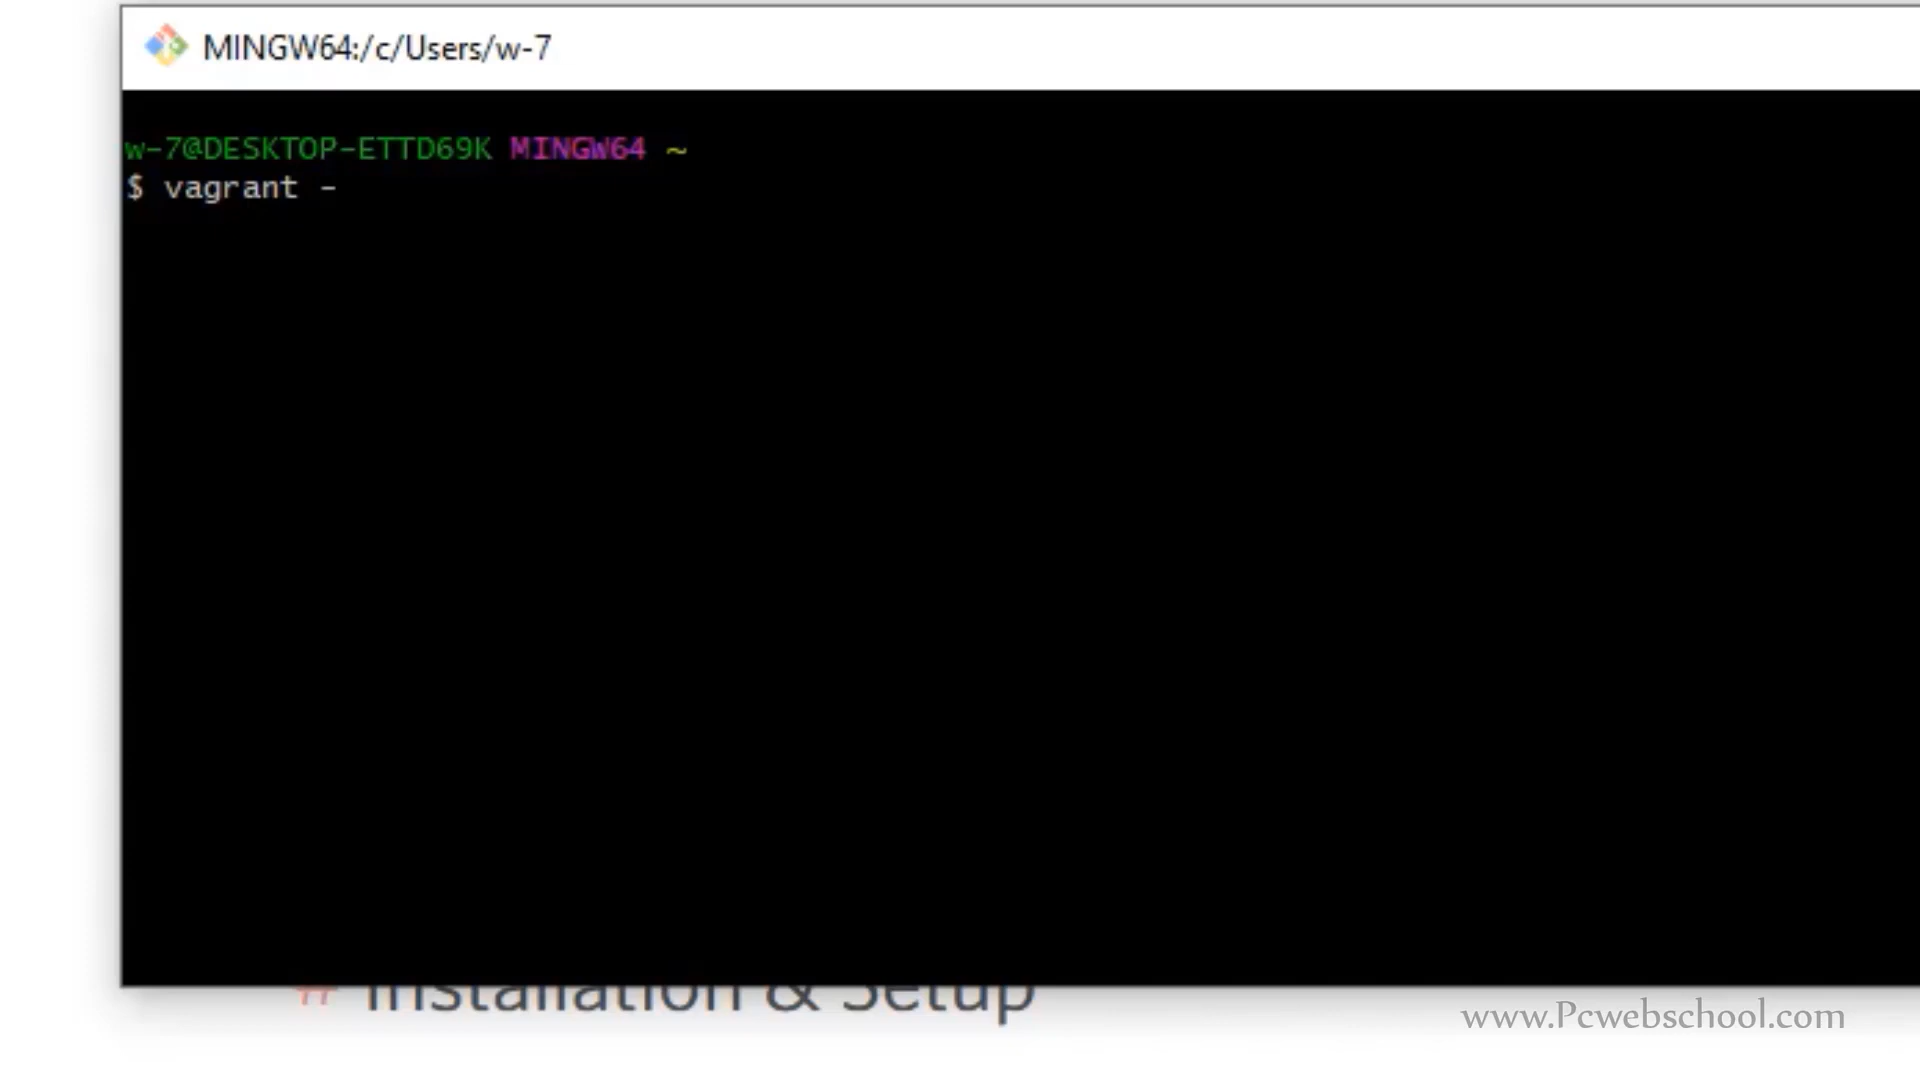 MINGW64:/c/Users/w-7
w-7@DESKTOP-ETTD69K MINGW64 ~
$ vagrant -
# Installation & Setup
www.Pcwebschool.com